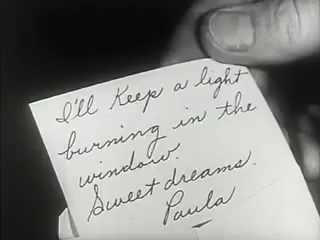 I'll Keep a light
burning in the
window.
Sweet dreams.
Paula